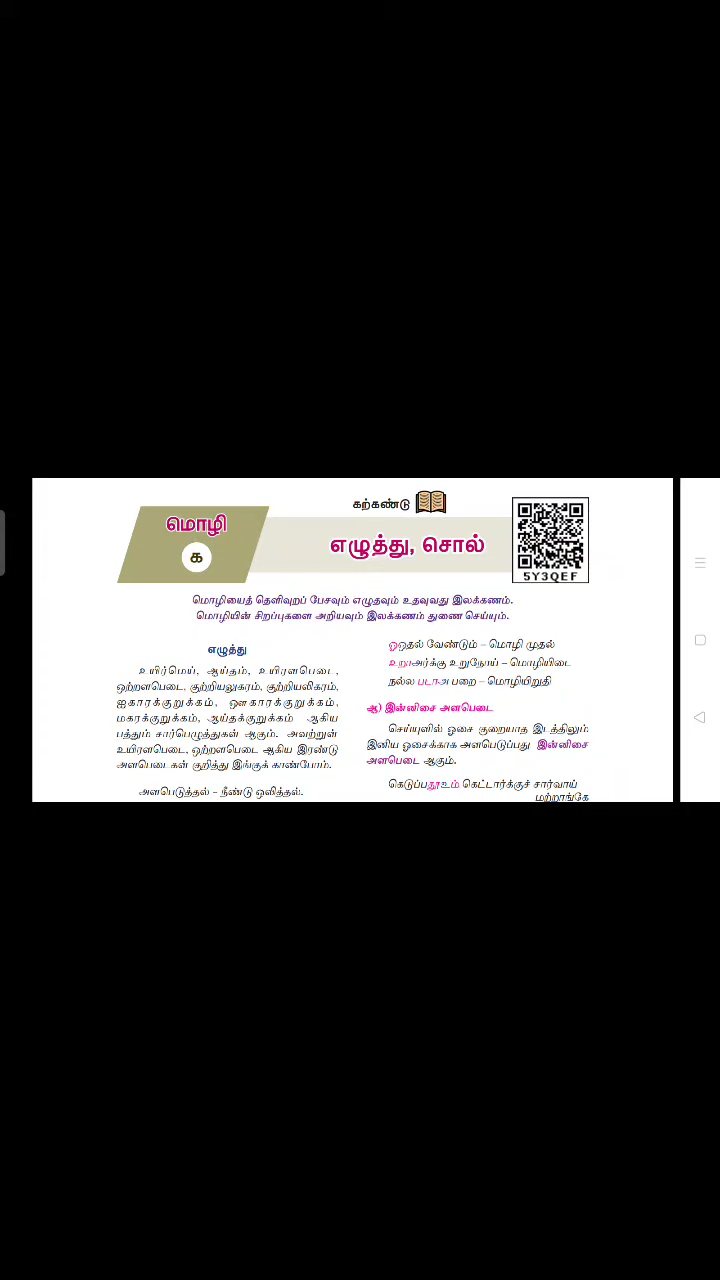 கற்கண்டு
மொழி
க
எழுத்து, சொல்
5Y3QEF
மொழியைத் தெளிவுறப் பேசவும் எழுதவும் உதவுவது இலக்கணம்.
மொழியின் சிறப்புகளை அறியவும் இலக்கணம் துணை செய்யும்.
எழுத்து
உயிர்மெய், ஆய்தம், உயிரளபெடை,
ஒற்றளபெடை, குற்றியலுகரம், குற்றியலிகரம்,
ஐகாரக்குறுக்கம், ஔகாரக்குறுக்கம்,
மகரக்குறுக்கம், ஆய்தக்குறுக்கம் ஆகிய
பத்தும் சார்பெழுத்துகள் ஆகும். அவற்றுள்
உயிரளபெடை, ஒற்றளபெடை ஆகிய இரண்டு
அளபெடைகள் குறித்து இங்குக் காண்போம்.
அளபெடுத்தல் – நீண்டு ஒலித்தல்.
ஓஒதல் வேண்டும் – மொழி முதல்
உறாஅர்க்கு உறுநோய் – மொழியிடை
நல்ல படாஅ பறை – மொழியிறுதி
ஆ) இன்னிசை அளபெடை
செய்யுளில் ஓசை குறையாத இடத்திலும்
இனிய ஓசைக்காக அளபெடுப்பது இன்னிசை
அளபெடை ஆகும்.
கெடுப்பதூஉம் கெட்டார்க்குச் சார்வாய்
மற்றாங்கே